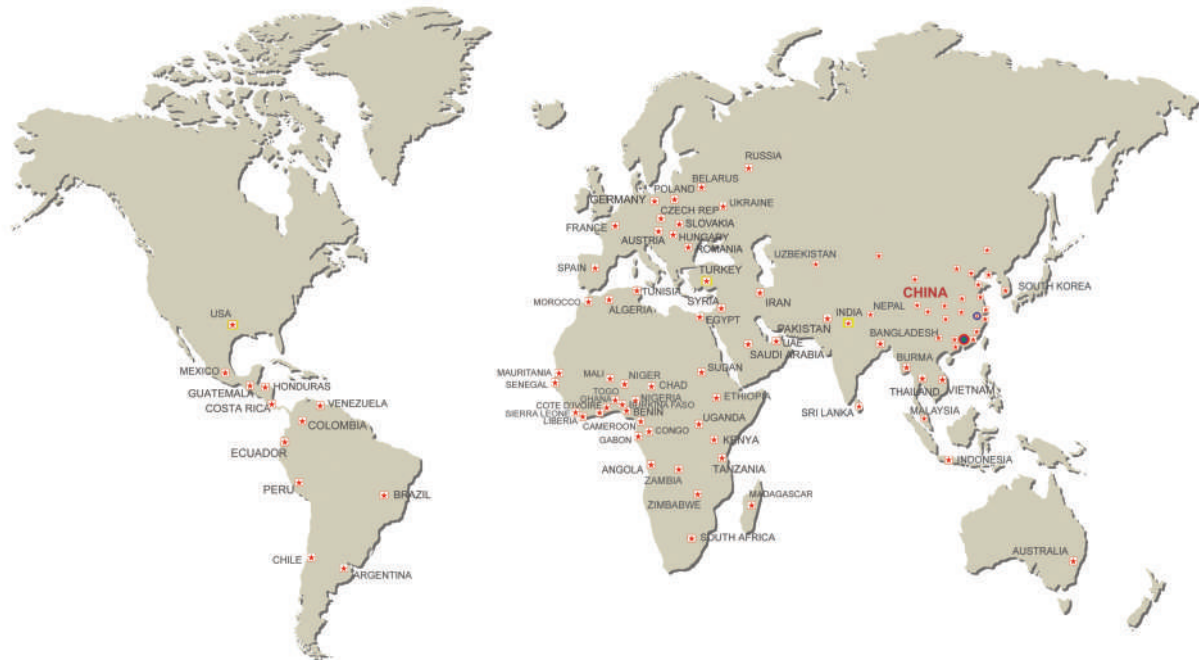 RUSSIA
BELARUS
POLAND
GERMANY
UKRAINE
CZECH REP
SLOVAKIA
FRANCE
AUSTRIA
HUNGARY
ROMANIA
UZBEKISTAN
SPAIN
TURKEY
SOUTH KOREA
TUNISIA
IRAN
CHINA
MOROCCO
ALGERIA
SYRIA
NEPAL
USA
EGYPT
INDIA
PAKISTAN
BANGLADESH
UAE
SAUDI ARABIA
BURMA
MEXICO
MAURITANIA
MALI
NIGER
SUDAN
SENEGAL
CHAD
HONDURAS
GUATEMALA
THAILAND
VIETNAM
TOGO
GHANA
NIGERIA
ETHIOPIA
COSTA RICA
VENEZUELA
COTE D'IVOIRE
BURKINA FASO
SIERRA LEONE
BENIN
UGANDA
SRI LANKA
MALAYSIA
LIBERIA
COLOMBIA
CAMEROON
CONGO
GABON
KENYA
ECUADOR
INDONESIA
ANGOLA
TANZANIA
ZAMBIA
PERU
BRAZIL
MADAGASCAR
ZIMBABWE
SOUTH AFRICA
AUSTRALIA
CHILE
ARGENTINA